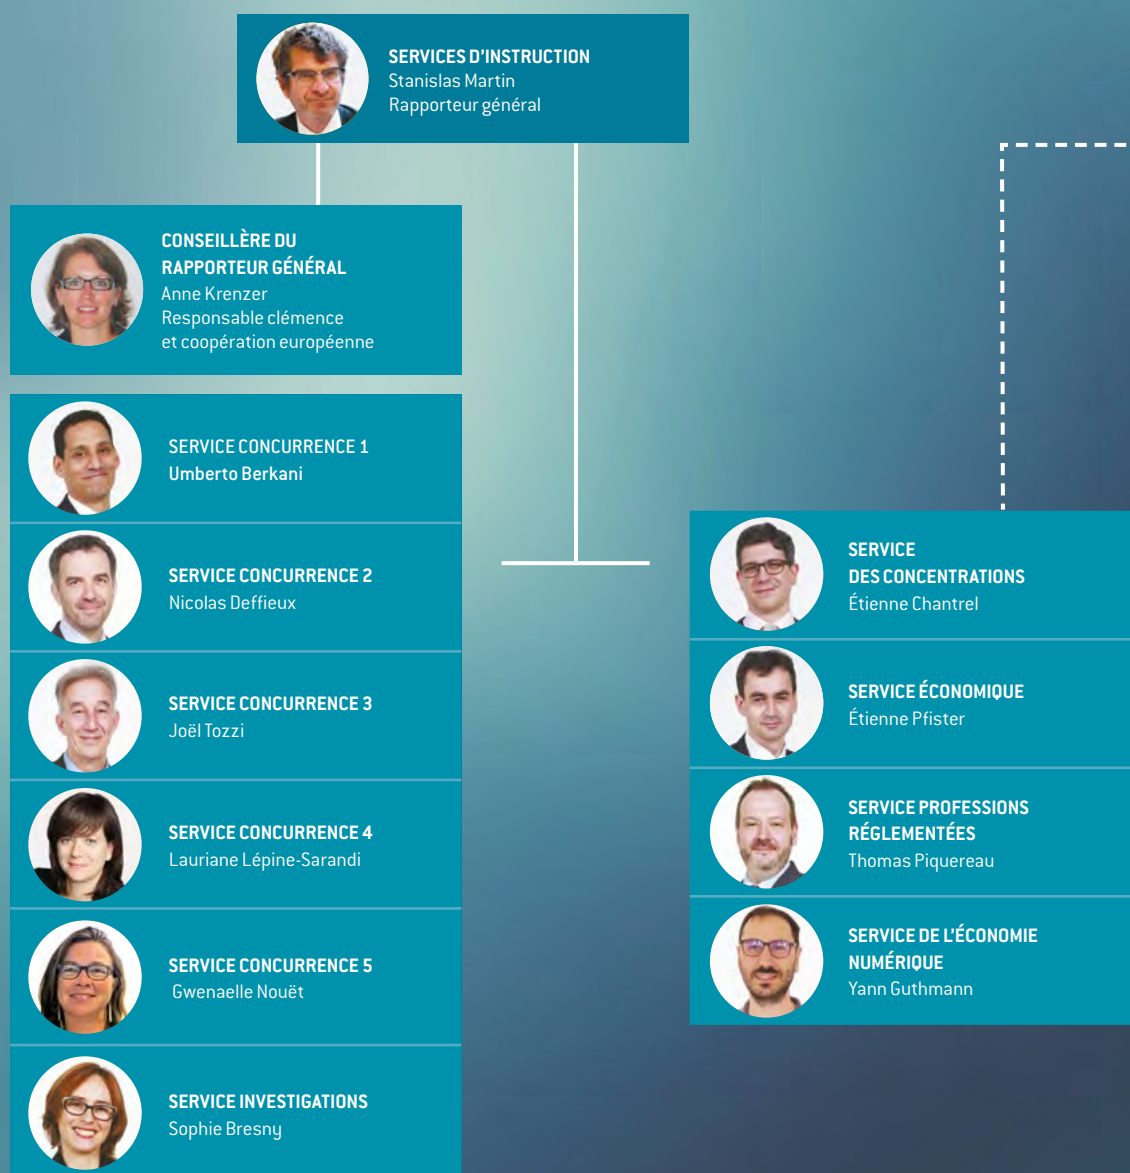 SERVICES D'INSTRUCTION
Stanislas Martin
Rapporteur général
CONSEILLÈRE DU
RAPPORTEUR GÉNÉRAL
Anne Krenzer
Responsable clémence
et coopération européenne
SERVICE CONCURRENCE 1
Umberto Berkani
SERVICE CONCURRENCE 2
Nicolas Deffieux
SERVICE CONCURRENCE 3
Joël Tozzi
SERVICE CONCURRENCE 4
Lauriane Lépine-Sarandi
SERVICE CONCURRENCE 5
Gwenaelle Nouët
SERVICE INVESTIGATIONS
Sophie Bresny
SERVICE
DES CONCENTRATIONS
Étienne Chantrel
SERVICE ÉCONOMIQUE
Étienne Pfister
SERVICE PROFESSIONS
RÉGLEMENTÉES
Thomas Piquereau
SERVICE DE L'ÉCONOMIE
NUMÉRIQUE
Yann Guthmann